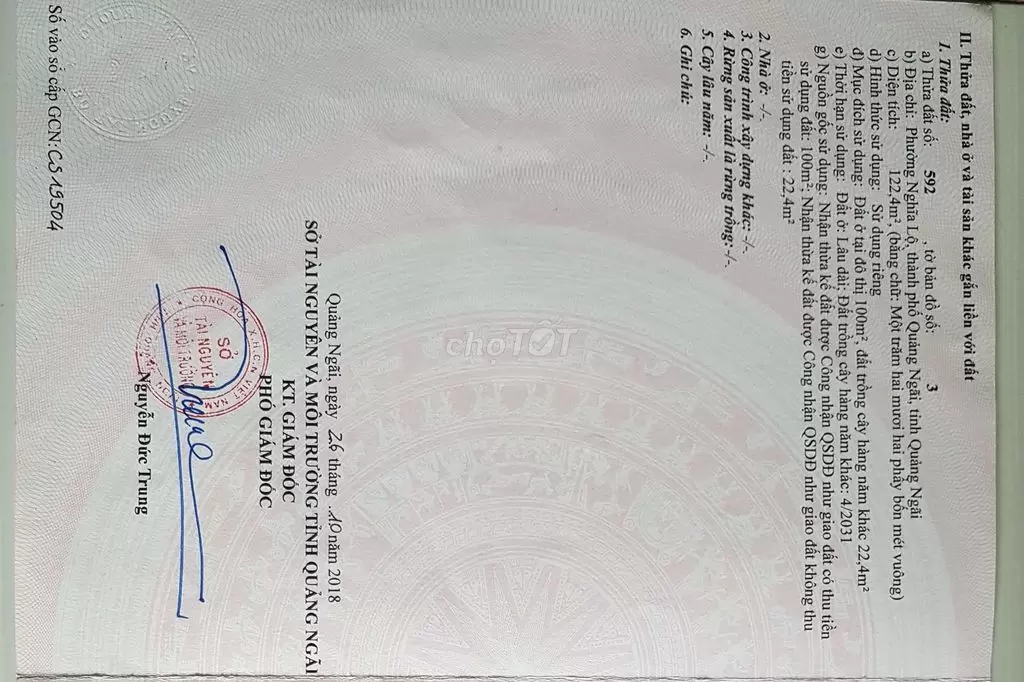 II. Thửa đất, nhà ở và tài sản khác gắn liền với đất
1. Thửa đất:
a) Thửa đất số: 592 , tờ bản đồ số: 3
b) Địa chỉ: Phường Nghĩa Lộ, thành phố Quảng Ngãi, tỉnh Quảng Ngãi
c) Diện tích: 122,4m², (bằng chữ: Một trăm hai mươi hai phẩy bốn mét vuông)
d) Hình thức sử dụng: Sử dụng riêng
đ) Mục đích sử dụng: Đất ở tại đô thị 100m², đất trồng cây hàng năm khác 22,4m²
e) Thời hạn sử dụng: Đất ở: Lâu dài; Đất trồng cây hàng năm khác: 4/2031
g) Nguồn gốc sử dụng: Nhận thừa kế đất được Công nhận QSDĐ như giao đất có thu tiền
sử dụng đất: 100m²; Nhận thừa kế đất được Công nhận QSDĐ như giao đất không thu
tiền sử dụng đất : 22,4m²
2. Nhà ở: -/-.
3. Công trình xây dựng khác: -/-.
4. Rừng sản xuất là rừng trồng: -/-.
5. Cây lâu năm: -/-.
6. Ghi chú:
chợTỐT
Quảng Ngãi, ngày 26 tháng .10 năm 2018
SỞ TÀI NGUYÊN VÀ MÔI TRƯỜNG TỈNH QUẢNG NGÃI
KT. GIÁM ĐỐC
PHÓ GIÁM ĐỐC
CỘNG HÒA X.H.C.N VIỆT NAM
SỞ
TÀI NGUYÊN
VÀ MÔI TRƯỜNG
Nguyễn Đức Trung
Số vào sổ cấp GCN: CS 19504